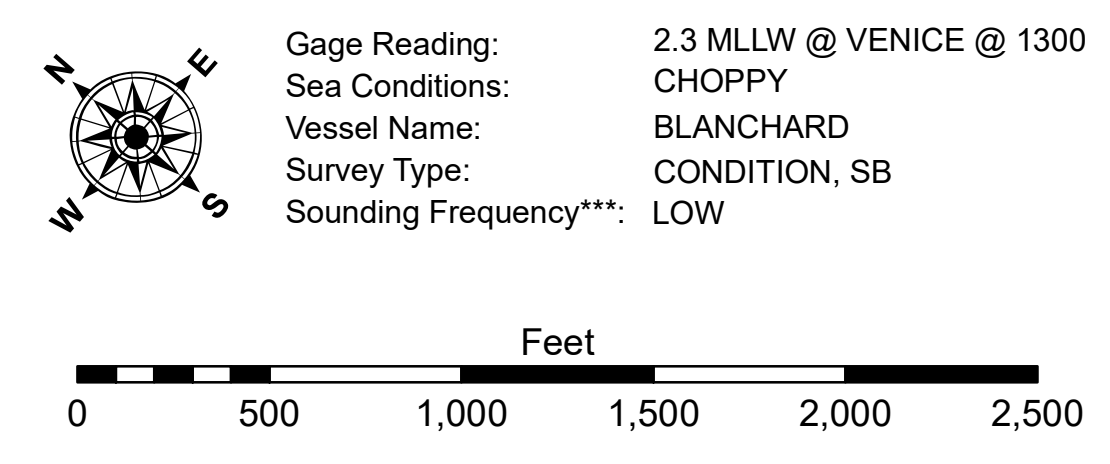 N
E
W
S
Gage Reading: 2.3 MLLW @ VENICE @ 1300
Sea Conditions: CHOPPY
Vessel Name: BLANCHARD
Survey Type: CONDITION, SB
Sounding Frequency***: LOW
Feet
0 500 1,000 1,500 2,000 2,500